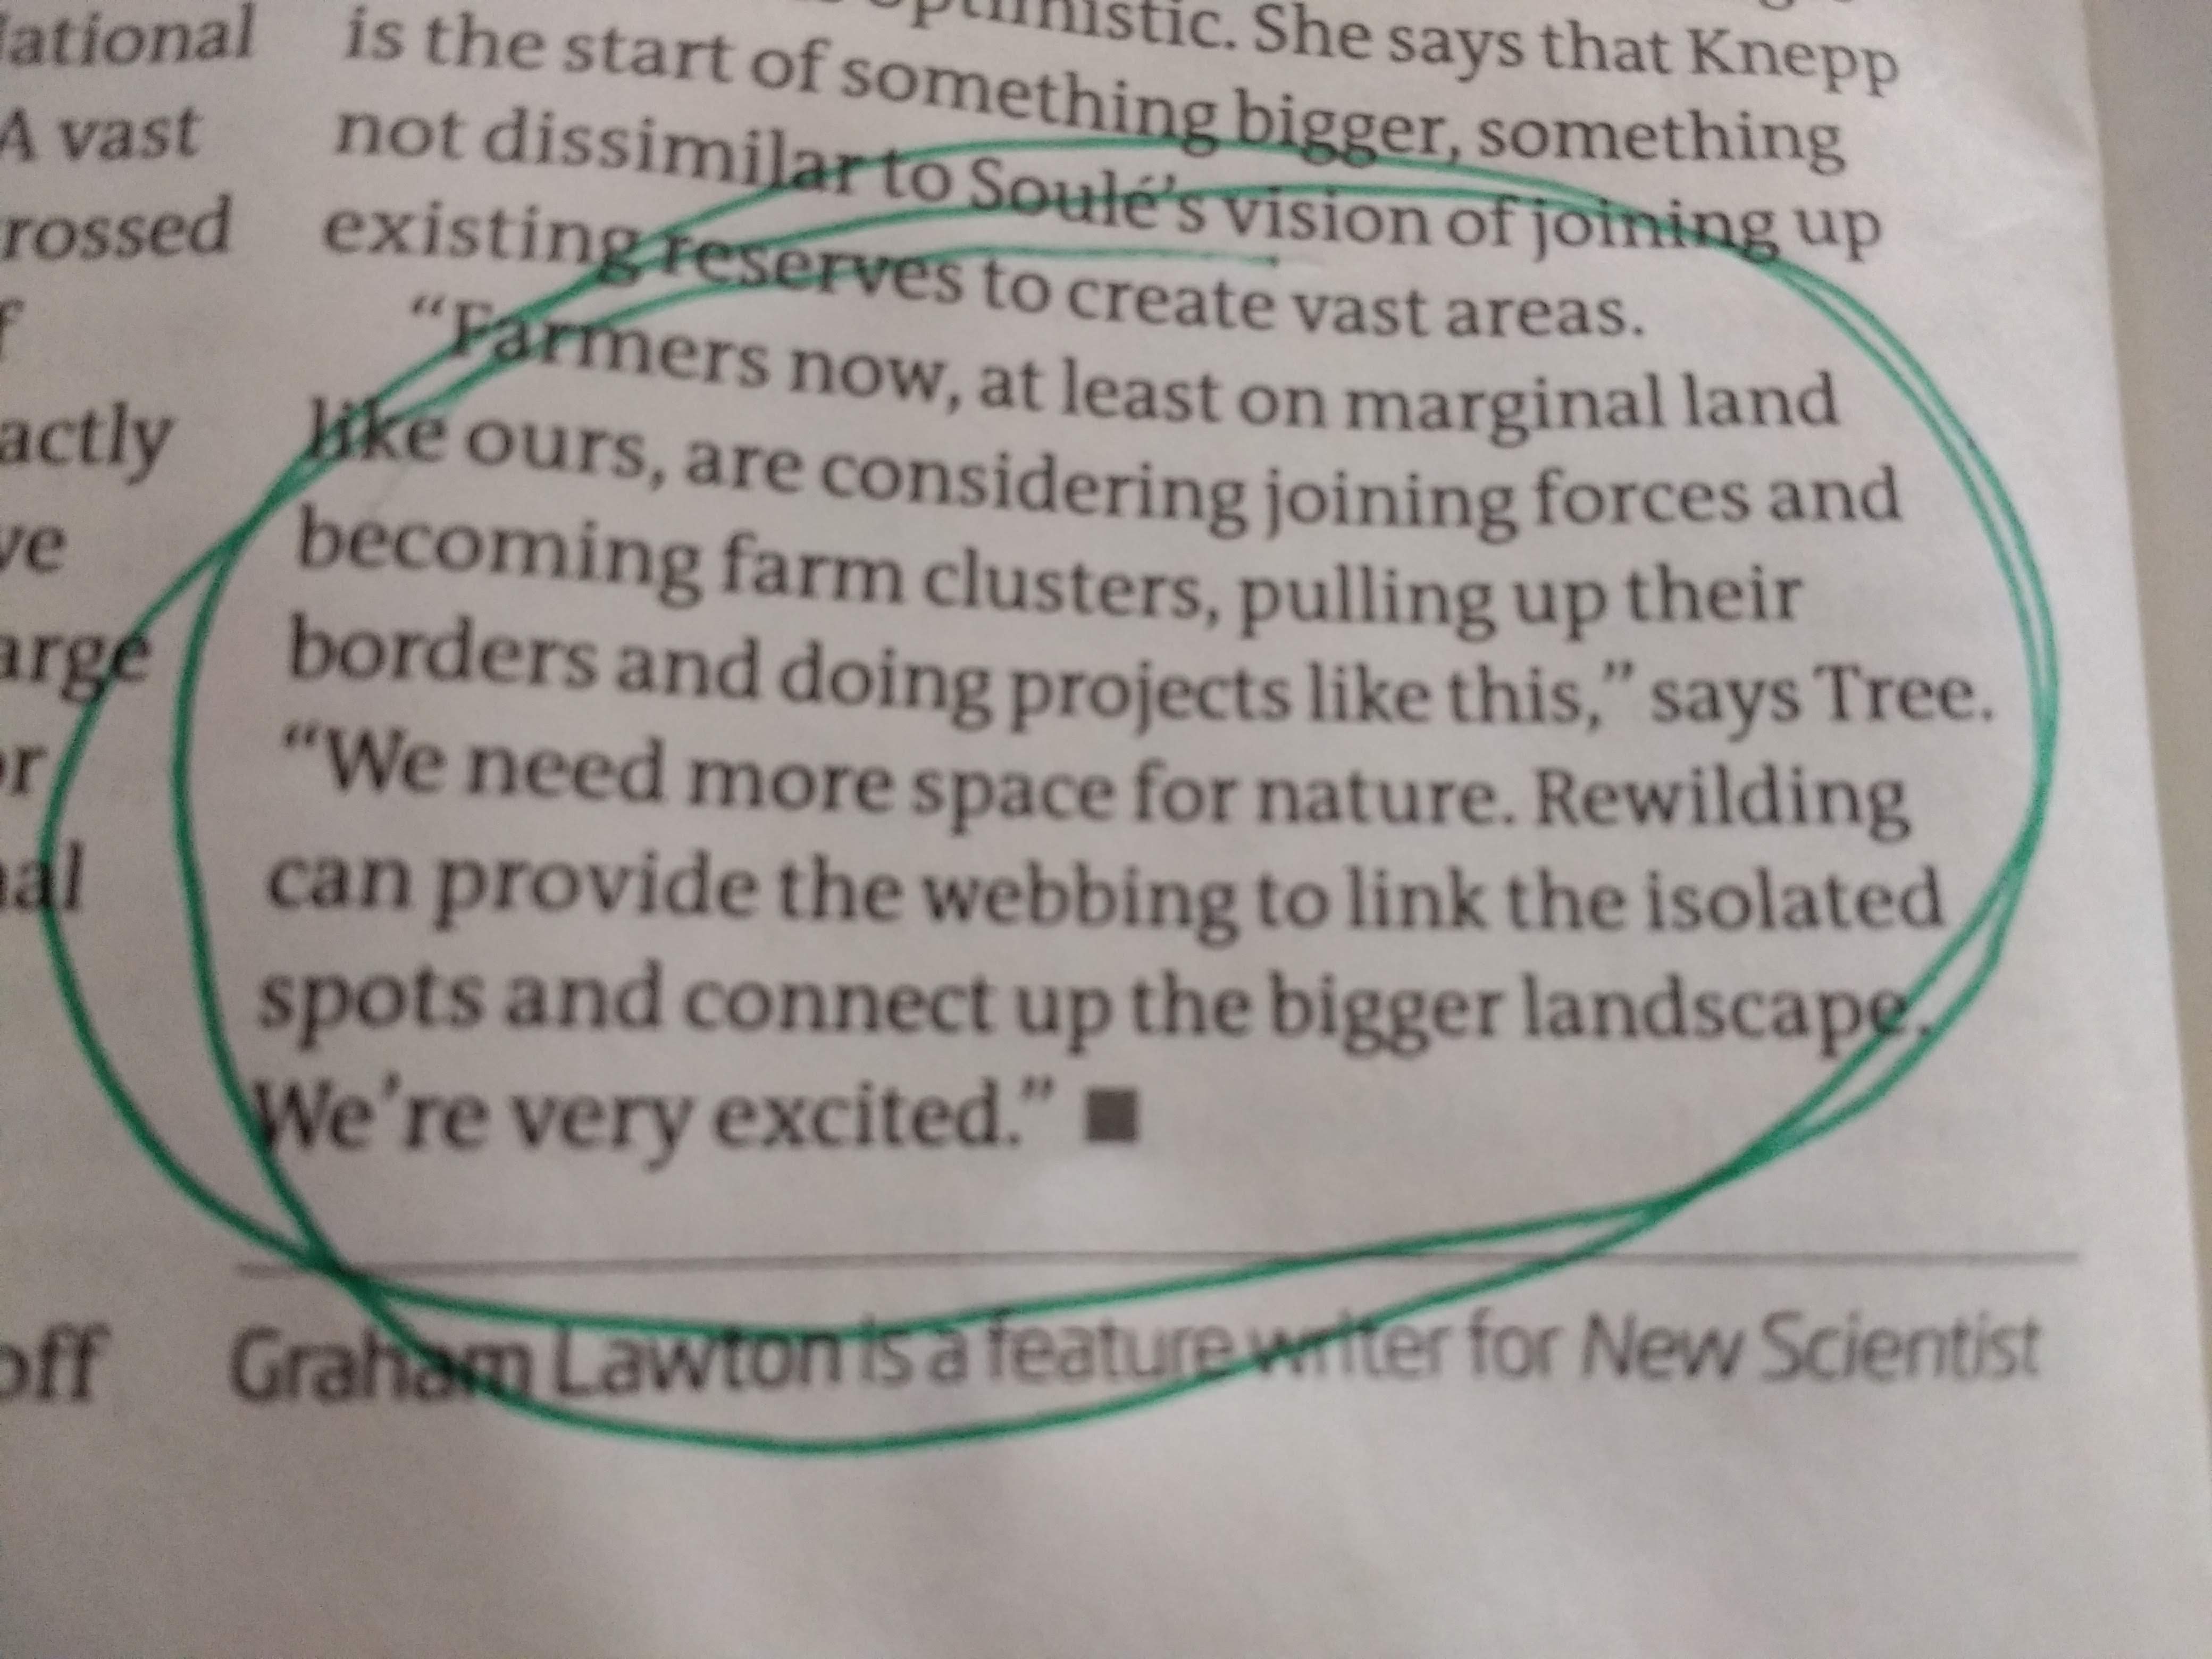 ational
A vast
rossed
f
actly
ve
arge
or
al
off
optimistic. She says that Knepp
is the start of something bigger, something
not dissimilar to Soulé’s vision of joining up
existing reserves to create vast areas.
“Farmers now, at least on marginal land
like ours, are considering joining forces and
becoming farm clusters, pulling up their
borders and doing projects like this,” says Tree.
“We need more space for nature. Rewilding
can provide the webbing to link the isolated
spots and connect up the bigger landscape.
We’re very excited.” ■
Graham Lawton is a feature writer for New Scientist